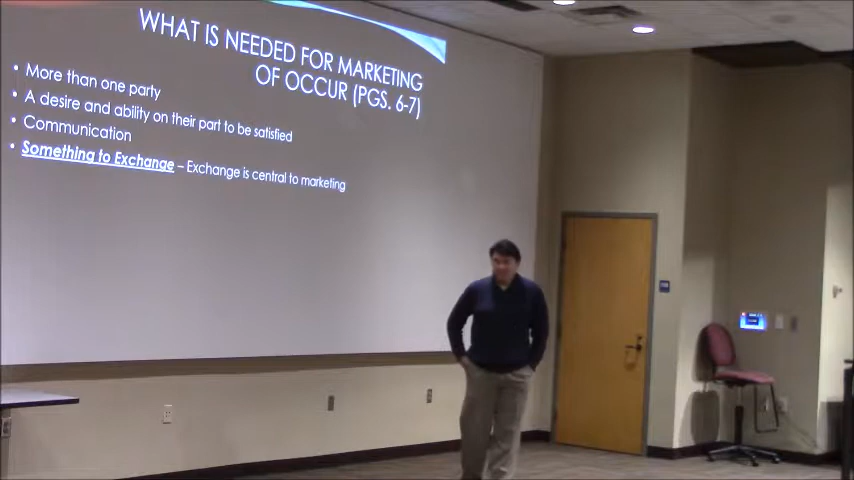 WHAT IS NEEDED FOR MARKETING
OF OCCUR (PGS. 6-7)
• More than one party
• A desire and ability on their part to be satisfied
• Communication
• Something to Exchange – Exchange is central to marketing